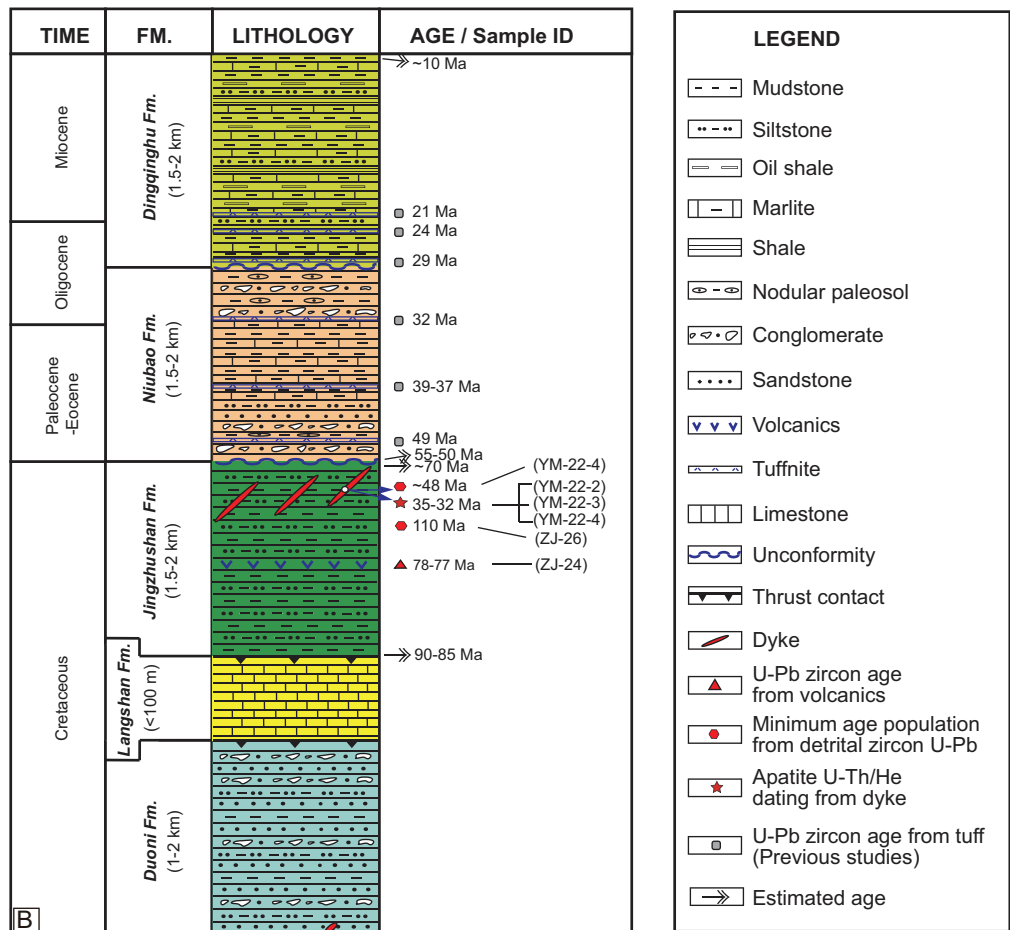 TIME FM. LITHOLOGY AGE / Sample ID
Miocene
Oligocene
Paleocene
-Eocene
Cretaceous
Dingqinghu Fm.
(1.5-2 km)
Niubao Fm.
(1.5-2 km)
Jingzhushan Fm.
(1.5-2 km)
Langshan Fm.
(<100 m)
Duoni Fm.
(1-2 km)
~10 Ma
21 Ma
24 Ma
29 Ma
32 Ma
39-37 Ma
49 Ma
55-50 Ma
~70 Ma
~48 Ma (YM-22-4)
35-32 Ma (YM-22-2)
(YM-22-3)
(YM-22-4)
110 Ma (ZJ-26)
78-77 Ma (ZJ-24)
90-85 Ma
B
LEGEND
Mudstone
Siltstone
Oil shale
Marlite
Shale
Nodular paleosol
Conglomerate
Sandstone
Volcanics
Tuffnite
Limestone
Unconformity
Thrust contact
Dyke
U-Pb zircon age
from volcanics
Minimum age population
from detrital zircon U-Pb
Apatite U-Th/He
dating from dyke
U-Pb zircon age from tuff
(Previous studies)
Estimated age